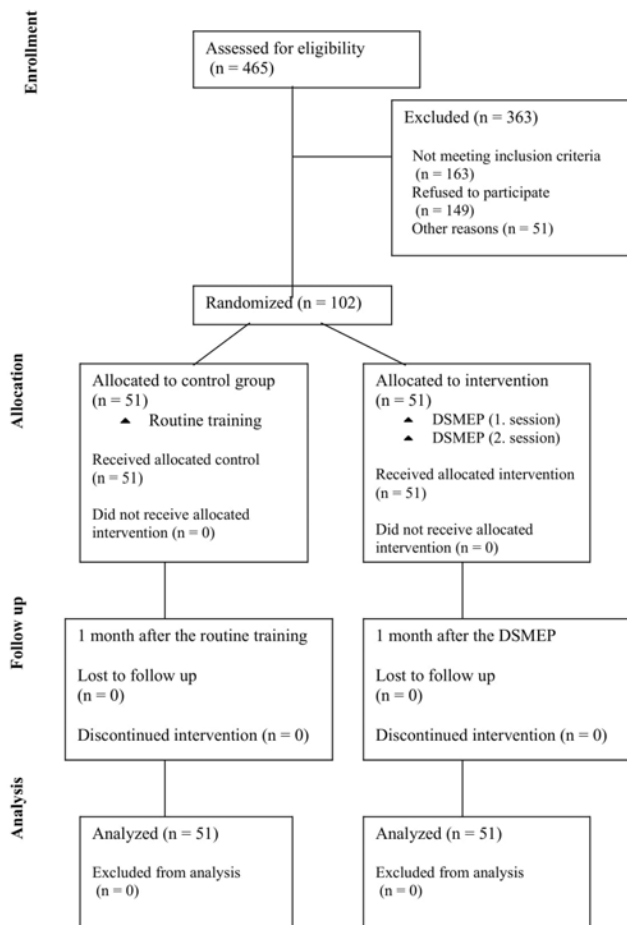 Enrollment
Assessed for eligibility
(n = 465)
Excluded (n = 363)
Not meeting inclusion criteria
(n = 163)
Refused to participate
(n = 149)
Other reasons (n = 51)
Randomized (n = 102)
Allocation
Allocated to control group
(n = 51)
▲ Routine training
Received allocated control
(n = 51)
Did not receive allocated
intervention (n = 0)
Allocated to intervention
(n = 51)
▲ DSMEP (1. session)
▲ DSMEP (2. session)
Received allocated intervention
(n = 51)
Did not receive allocated
intervention (n = 0)
Follow up
1 month after the routine training
Lost to follow up
(n = 0)
Discontinued intervention (n = 0)
1 month after the DSMEP
Lost to follow up
(n = 0)
Discontinued intervention (n = 0)
Analysis
Analyzed (n = 51)
Excluded from analysis
(n = 0)
Analyzed (n = 51)
Excluded from analysis
(n = 0)